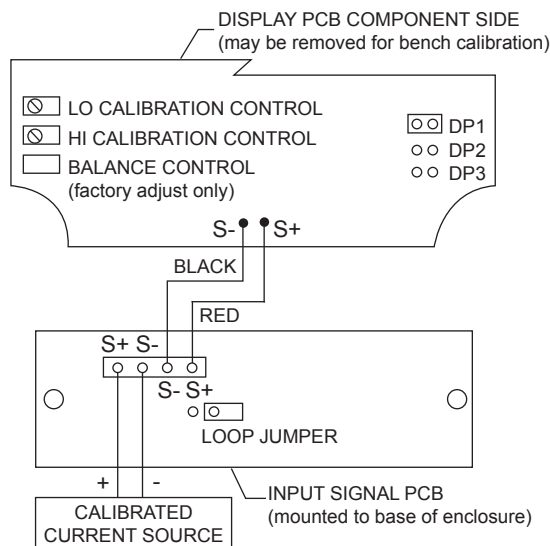 DISPLAY PCB COMPONENT SIDE
(may be removed for bench calibration)
LO CALIBRATION CONTROL
HI CALIBRATION CONTROL
BALANCE CONTROL
(factory adjust only)
DP1
DP2
DP3
S- S+
BLACK
RED
S+ S-
S- S+
LOOP JUMPER
+ -
CALIBRATED
CURRENT SOURCE
INPUT SIGNAL PCB
(mounted to base of enclosure)